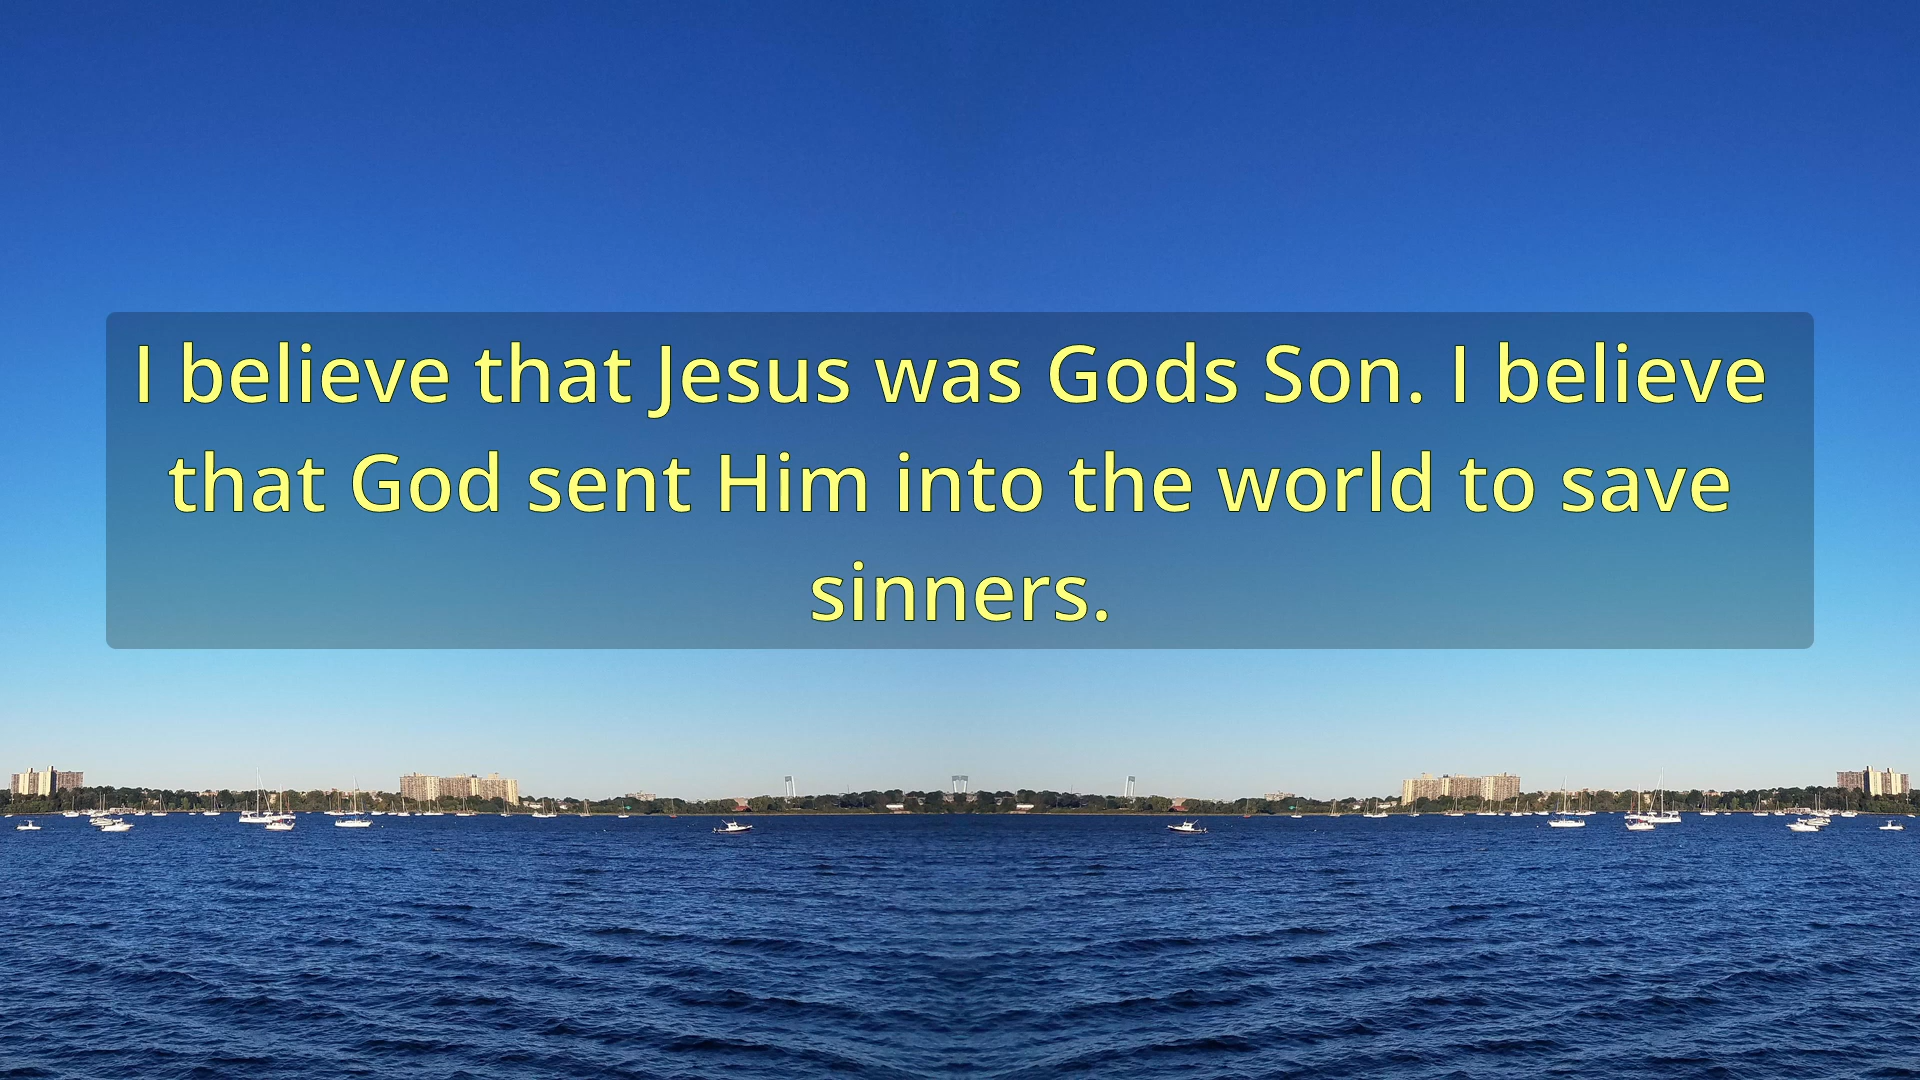 I believe that Jesus was Gods Son. I believe
that God sent Him into the world to save
sinners.